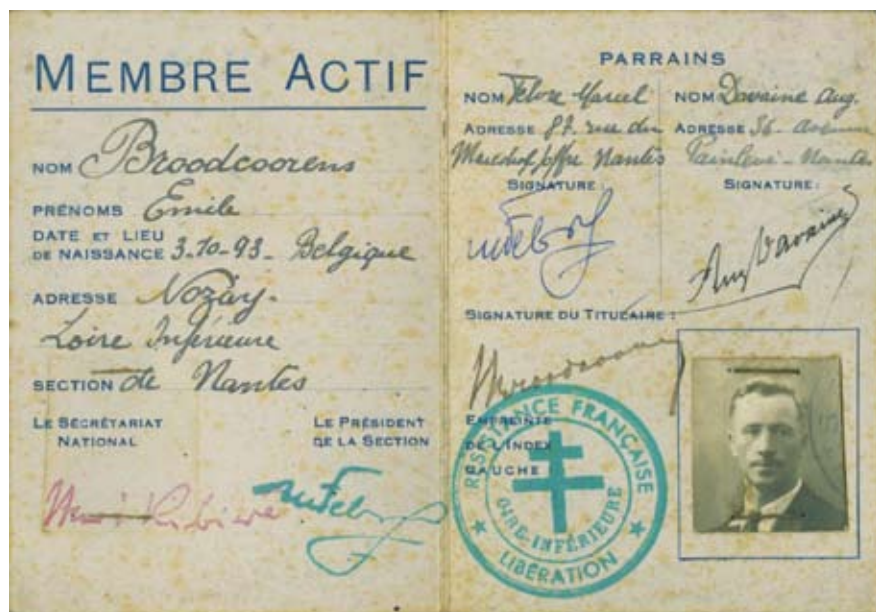 MEMBRE ACTIF
NOM Broodcoorens
PRÉNOMS Emile
DATE ET LIEU
DE NAISSANCE 3-10-93- Belgique
ADRESSE Nozay-
Loire Inférieure
SECTION de Nantes
LE SECRÉTARIAT
NATIONAL
LE PRÉSIDENT
DE LA SECTION
PARRAINS
NOM Marcel
ADRESSE 87 rue du
Nantes
SIGNATURE :
NOM Davaine Aug.
ADRESSE 36 avenue
Painlevé - Nantes
SIGNATURE :
Aug Davaine
SIGNATURE DU TITULAIRE :
EMPREINTE
DE L'INDEX
GAUCHE
RÉSISTANCE FRANÇAISE
LOIRE-INFÉRIEURE
LIBÉRATION